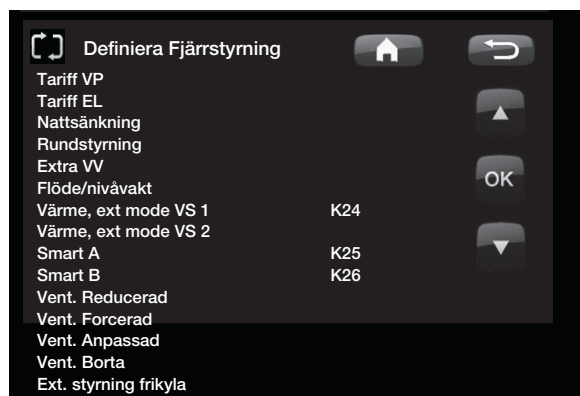 Definiera Fjärrstyrning
Tariff VP
Tariff EL
Nattsänkning
Rundstyrning
Extra VV
Flöde/nivåvakt
OK
Värme, ext mode VS 1 K24
Värme, ext mode VS 2
Smart A K25
Smart B K26
Vent. Reducerad
Vent. Forcerad
Vent. Anpassad
Vent. Borta
Ext. styrning frikyla